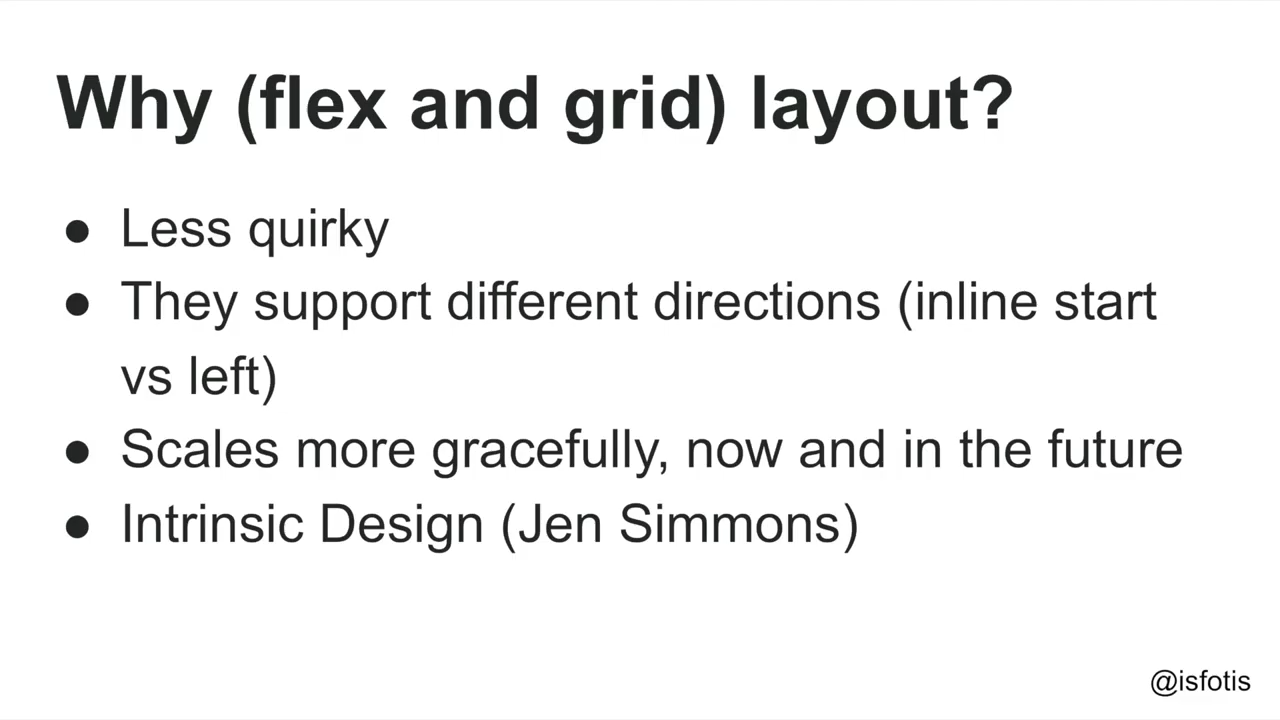 Why (flex and grid) layout?
● Less quirky
● They support different directions (inline start
vs left)
● Scales more gracefully, now and in the future
● Intrinsic Design (Jen Simmons)
@isfotis